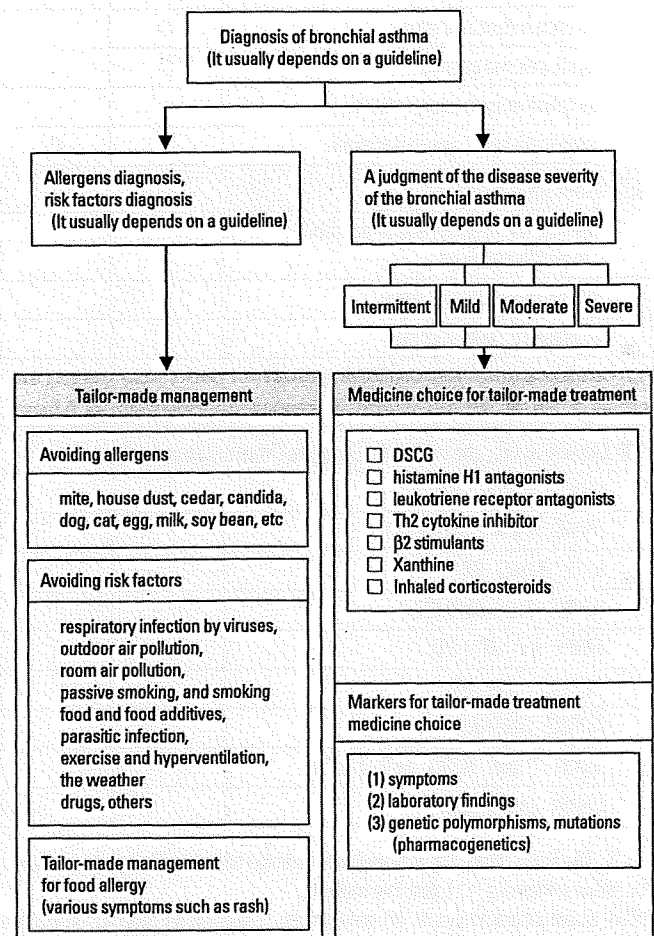 Diagnosis of bronchial asthma
(It usually depends on a guideline)
Allergens diagnosis,
risk factors diagnosis
(It usually depends on a guideline)
A judgment of the disease severity
of the bronchial asthma
(It usually depends on a guideline)
Intermittent
Mild
Moderate
Severe
Tailor-made management
Avoiding allergens
mite, house dust, cedar, candida,
dog, cat, egg, milk, soy bean, etc
Avoiding risk factors
respiratory infection by viruses,
outdoor air pollution,
room air pollution,
passive smoking, and smoking
food and food additives,
parasitic infection,
exercise and hyperventilation,
the weather
drugs, others
Tailor-made management
for food allergy
(various symptoms such as rash)
Medicine choice for tailor-made treatment
☐ DSCG
☐ histamine H1 antagonists
☐ leukotriene receptor antagonists
☐ Th2 cytokine inhibitor
☐ β2 stimulants
☐ Xanthine
☐ Inhaled corticosteroids
Markers for tailor-made treatment
medicine choice
(1) symptoms
(2) laboratory findings
(3) genetic polymorphisms, mutations
(pharmacogenetics)